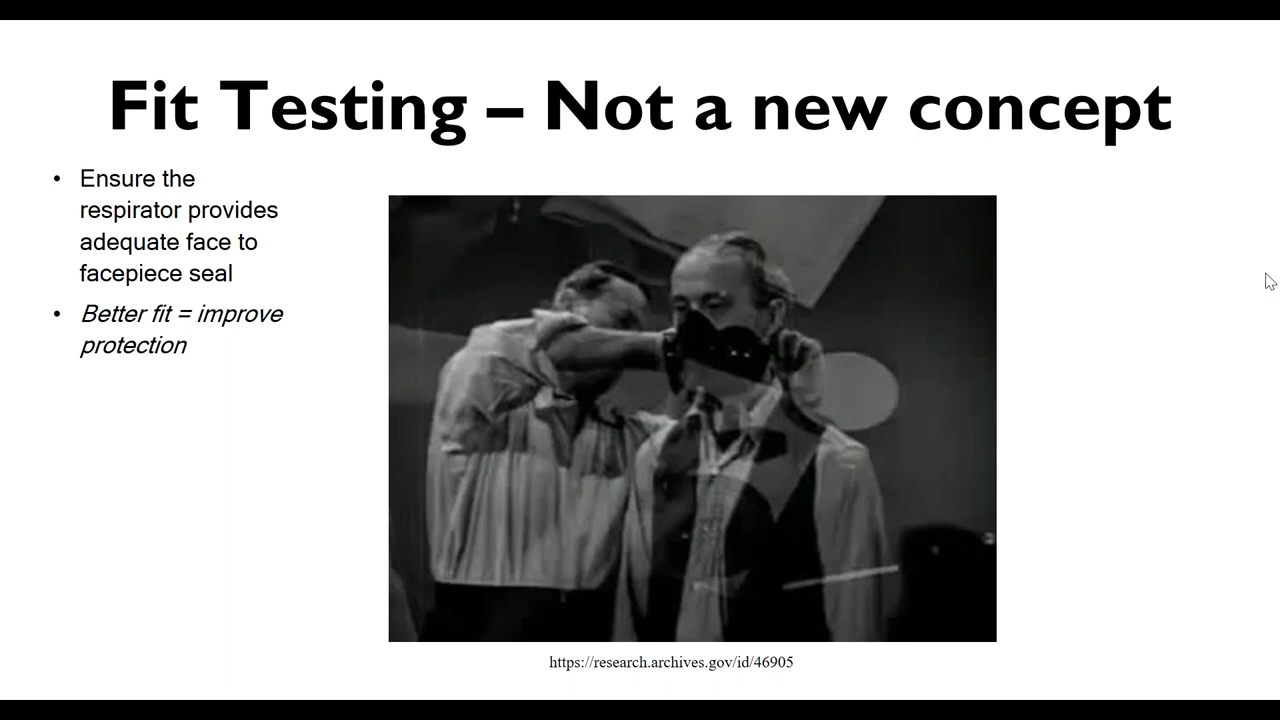 Fit Testing – Not a new concept
• Ensure the
respirator provides
adequate face to
facepiece seal
• Better fit = improve
protection
https://research.archives.gov/id/46905